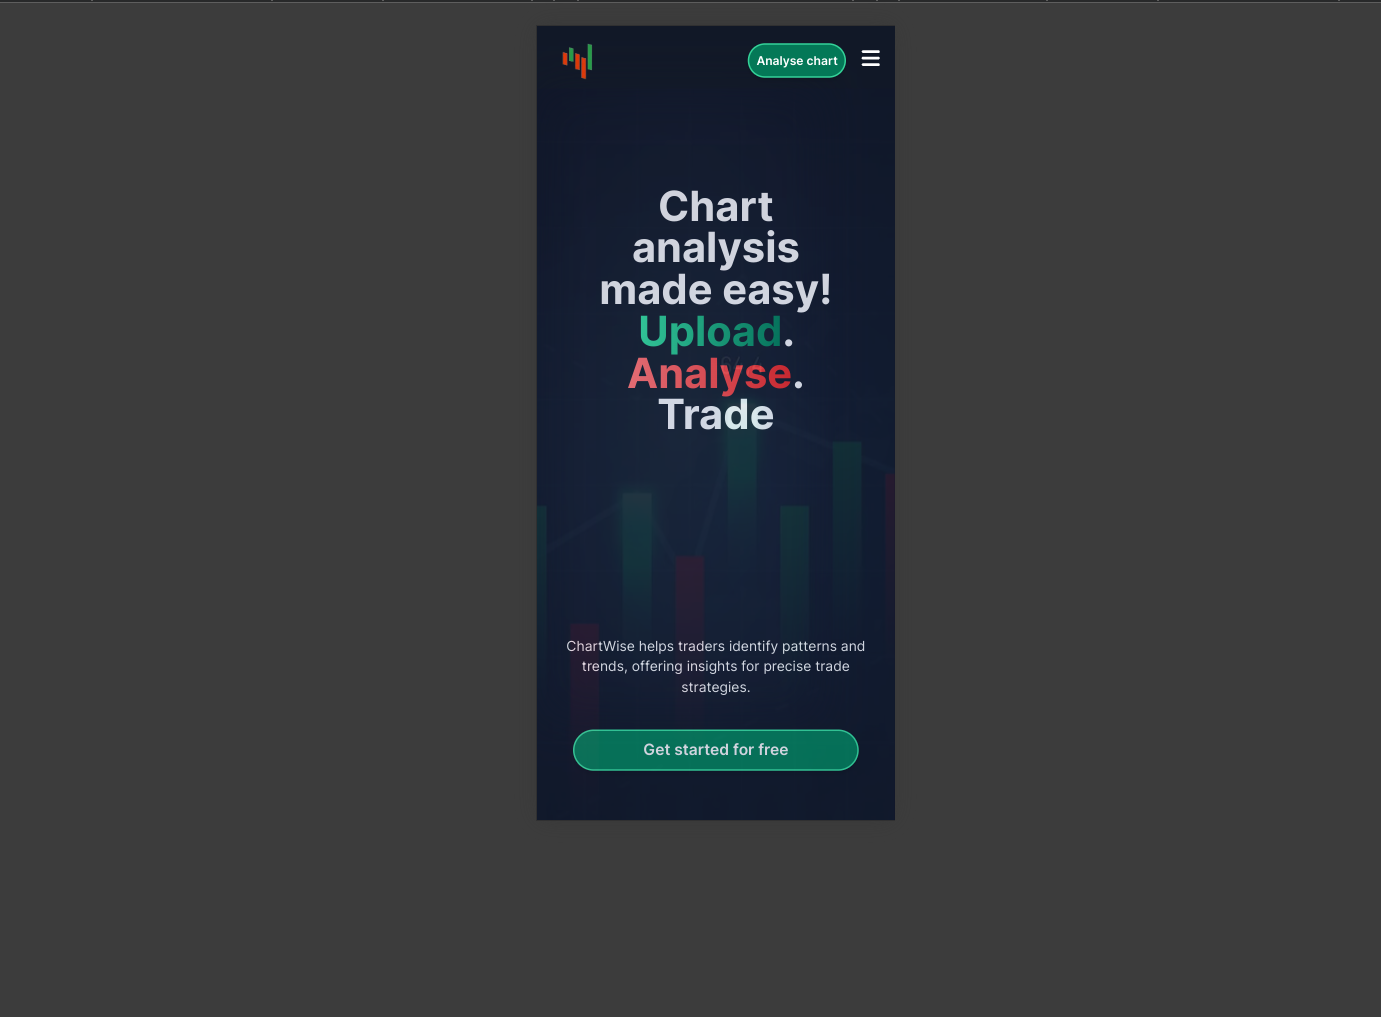 Analyse chart
Chart
analysis
made easy!
Upload.
Analyse.
Trade
ChartWise helps traders identify patterns and
trends, offering insights for precise trade
strategies.
Get started for free